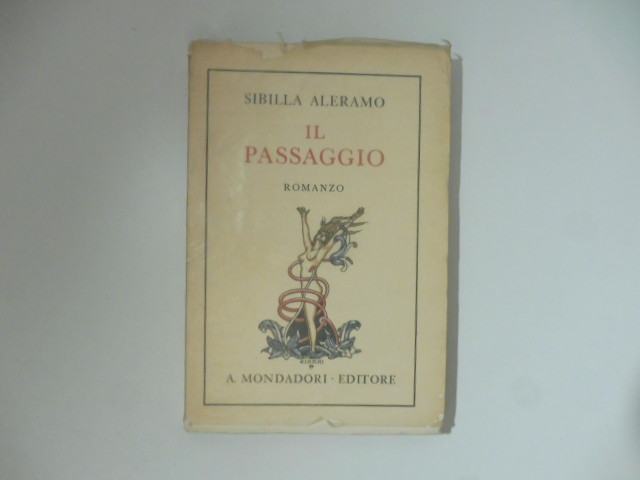 SIBILLA ALERAMO
IL
PASSAGGIO
ROMANZO
A. MONDADORI · EDITORE